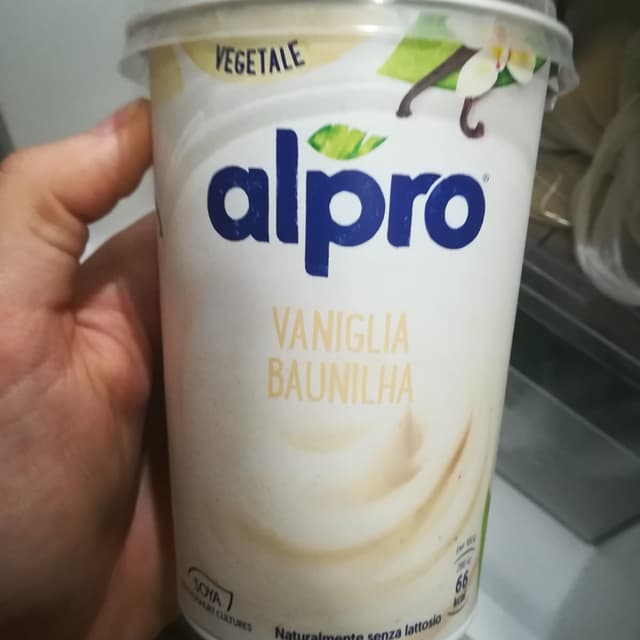 VEGETALE
alpro
VANIGLIA
BAUNILHA
66
SOYA
CULTURES
Naturalmente senza lattosio